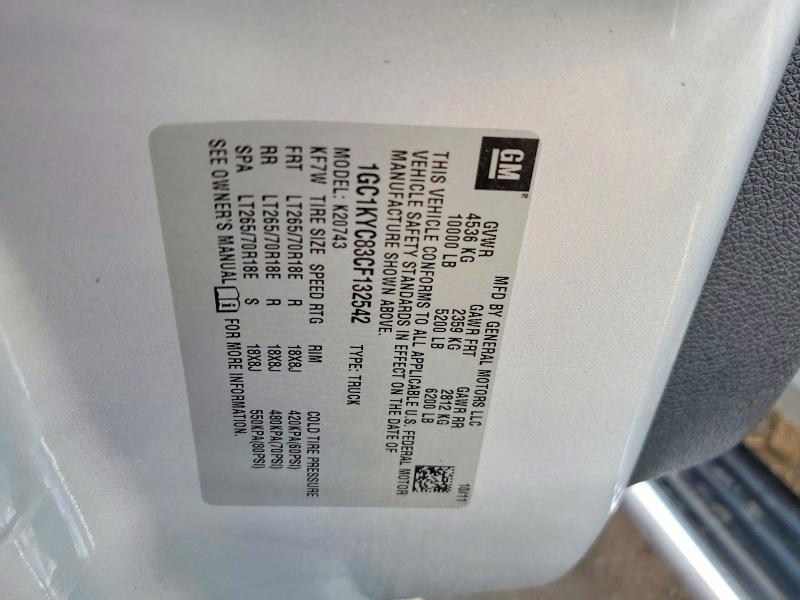 GM®
MFD BY GENERAL MOTORS LLC 10/11
GVWR GAWR FRT GAWR RR
4536 KG 2359 KG 2812 KG
10000 LB 5200 LB 6200 LB
THIS VEHICLE CONFORMS TO ALL APPLICABLE U.S. FEDERAL MOTOR
VEHICLE SAFETY STANDARDS IN EFFECT ON THE DATE OF
MANUFACTURE SHOWN ABOVE.
1GC1KYC83CF132542 TYPE: TRUCK
MODEL: K20743
KF7W TIRE SIZE SPEED RTG RIM COLD TIRE PRESSURE
FRT LT265/70R18E R 18X8J 420KPA(60PSI)
RR LT265/70R18E R 18X8J 480KPA(70PSI)
SPA LT265/70R18E S 18X8J 550KPA(80PSI)
SEE OWNER'S MANUAL FOR MORE INFORMATION.